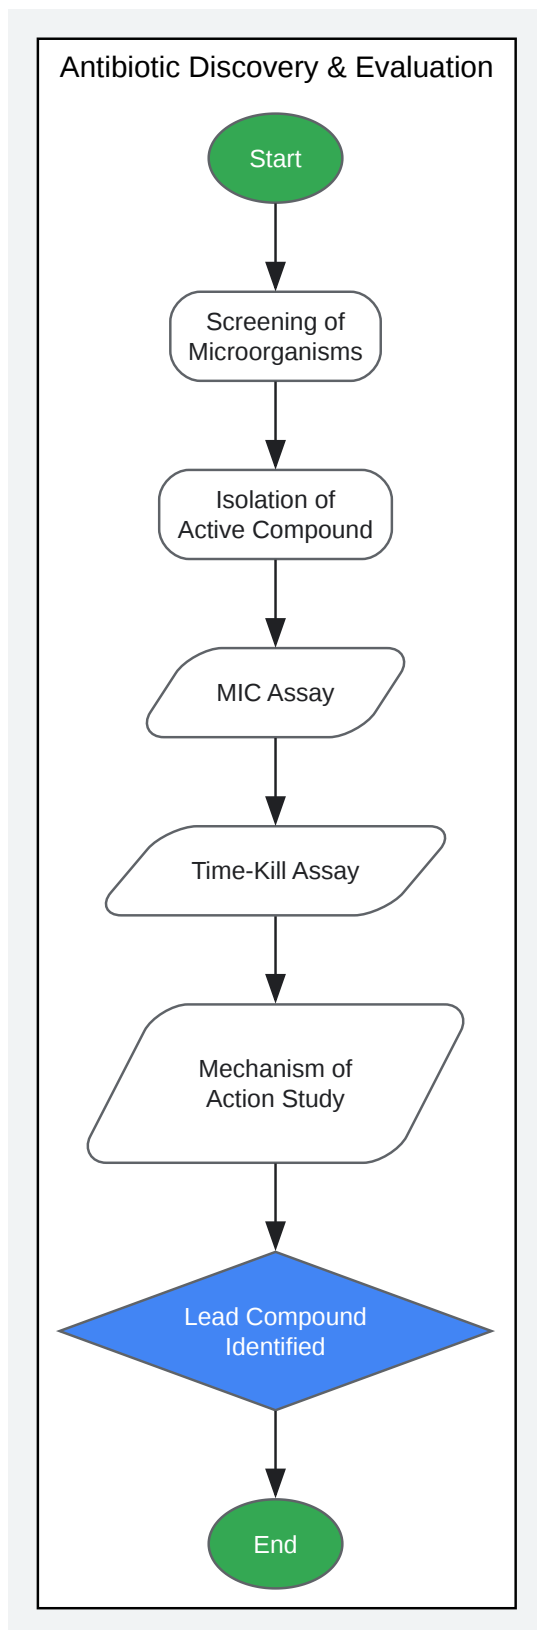 Antibiotic Discovery & Evaluation
Start
Screening of
Microorganisms
Isolation of
Active Compound
MIC Assay
Time-Kill Assay
Mechanism of
Action Study
Lead Compound
Identified
End